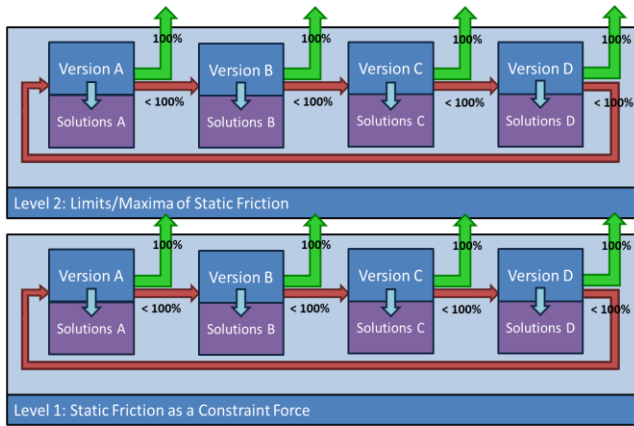 100% 100% 100% 100%
Version A Version B Version C Version D
< 100% < 100% < 100% < 100%
Solutions A Solutions B Solutions C Solutions D
Level 2: Limits/Maxima of Static Friction
100% 100% 100% 100%
Version A Version B Version C Version D
< 100% < 100% < 100% < 100%
Solutions A Solutions B Solutions C Solutions D
Level 1: Static Friction as a Constraint Force